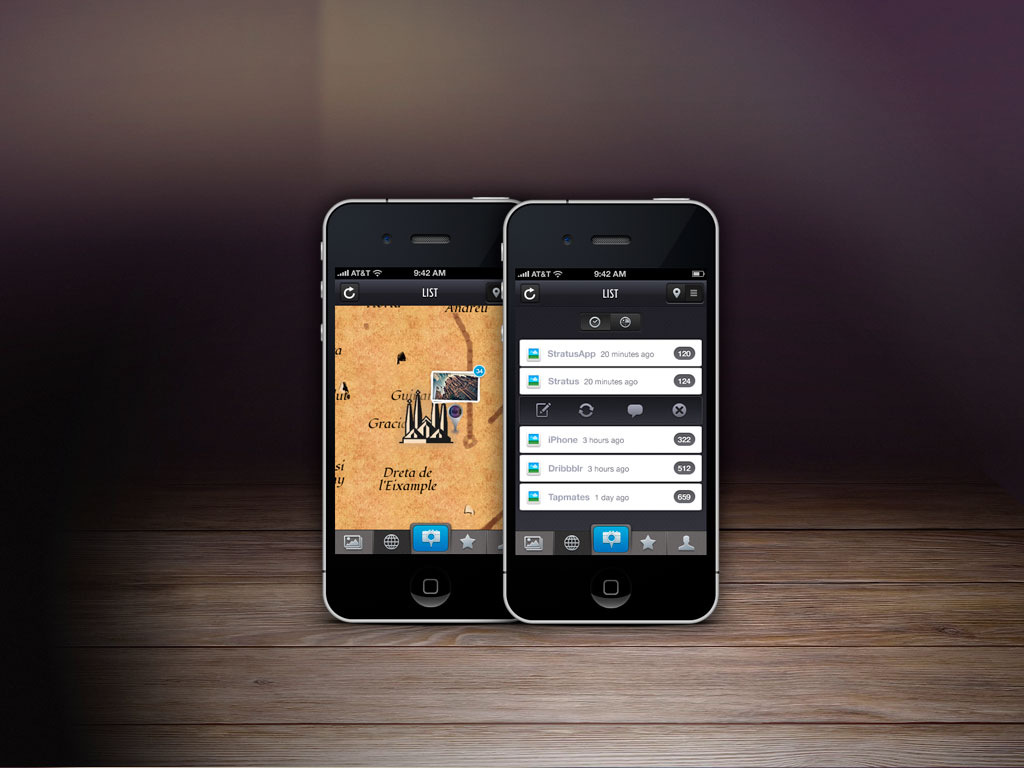 AT&T 9:42 AM
LIST
Andreu
34
Dreta de
l'Eixample
AT&T 9:42 AM
LIST
StratusApp 20 minutes ago 120
Stratus 20 minutes ago 124
iPhone 3 hours ago 322
Dribbblr 3 hours ago 512
Tapmates 1 day ago 659